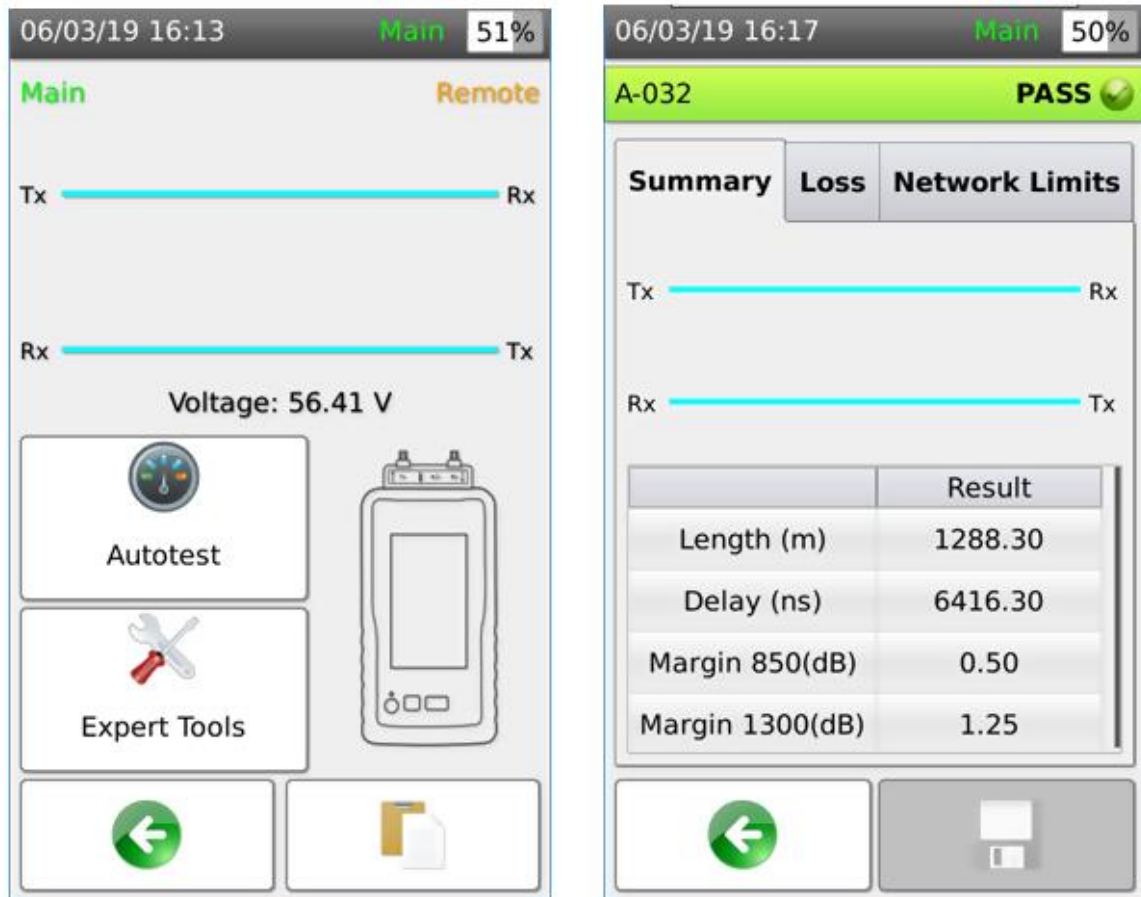 06/03/19 16:13 Main 51%
Main Remote
Tx Rx
Rx Tx
Voltage: 56.41 V
Autotest
Expert Tools
06/03/19 16:17 Main 50%
A-032 PASS
Summary Loss Network Limits
Tx Rx
Rx Tx
Result
Length (m) 1288.30
Delay (ns) 6416.30
Margin 850(dB) 0.50
Margin 1300(dB) 1.25